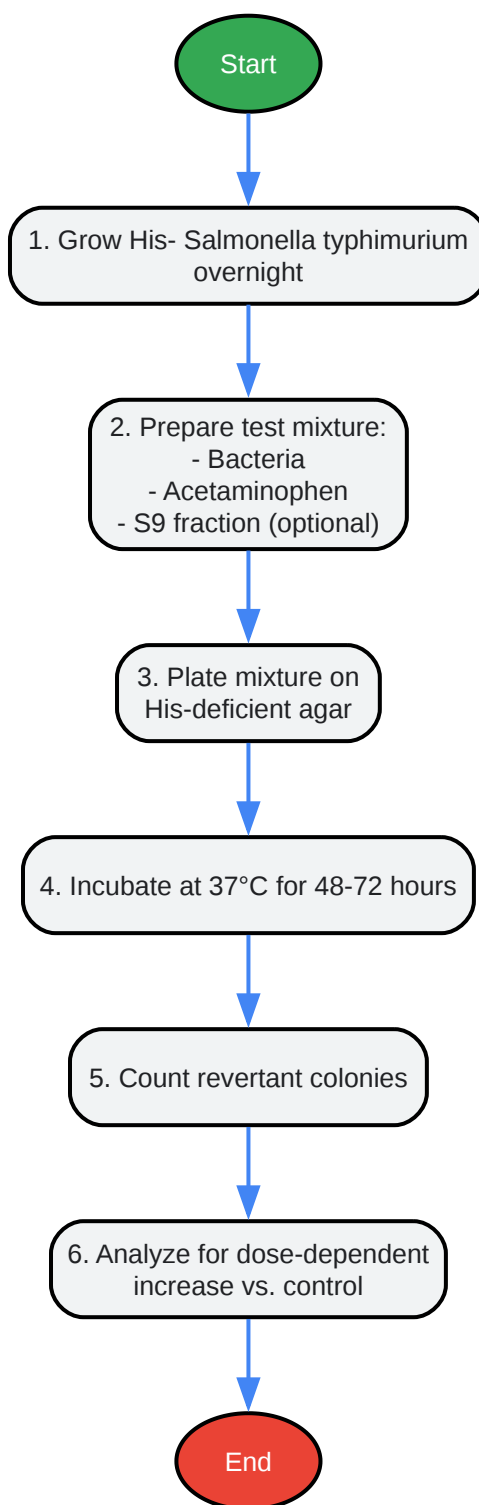 Start
1. Grow His- Salmonella typhimurium
overnight
2. Prepare test mixture:
- Bacteria
- Acetaminophen
- S9 fraction (optional)
3. Plate mixture on
His-deficient agar
4. Incubate at 37°C for 48-72 hours
5. Count revertant colonies
6. Analyze for dose-dependent
increase vs. control
End